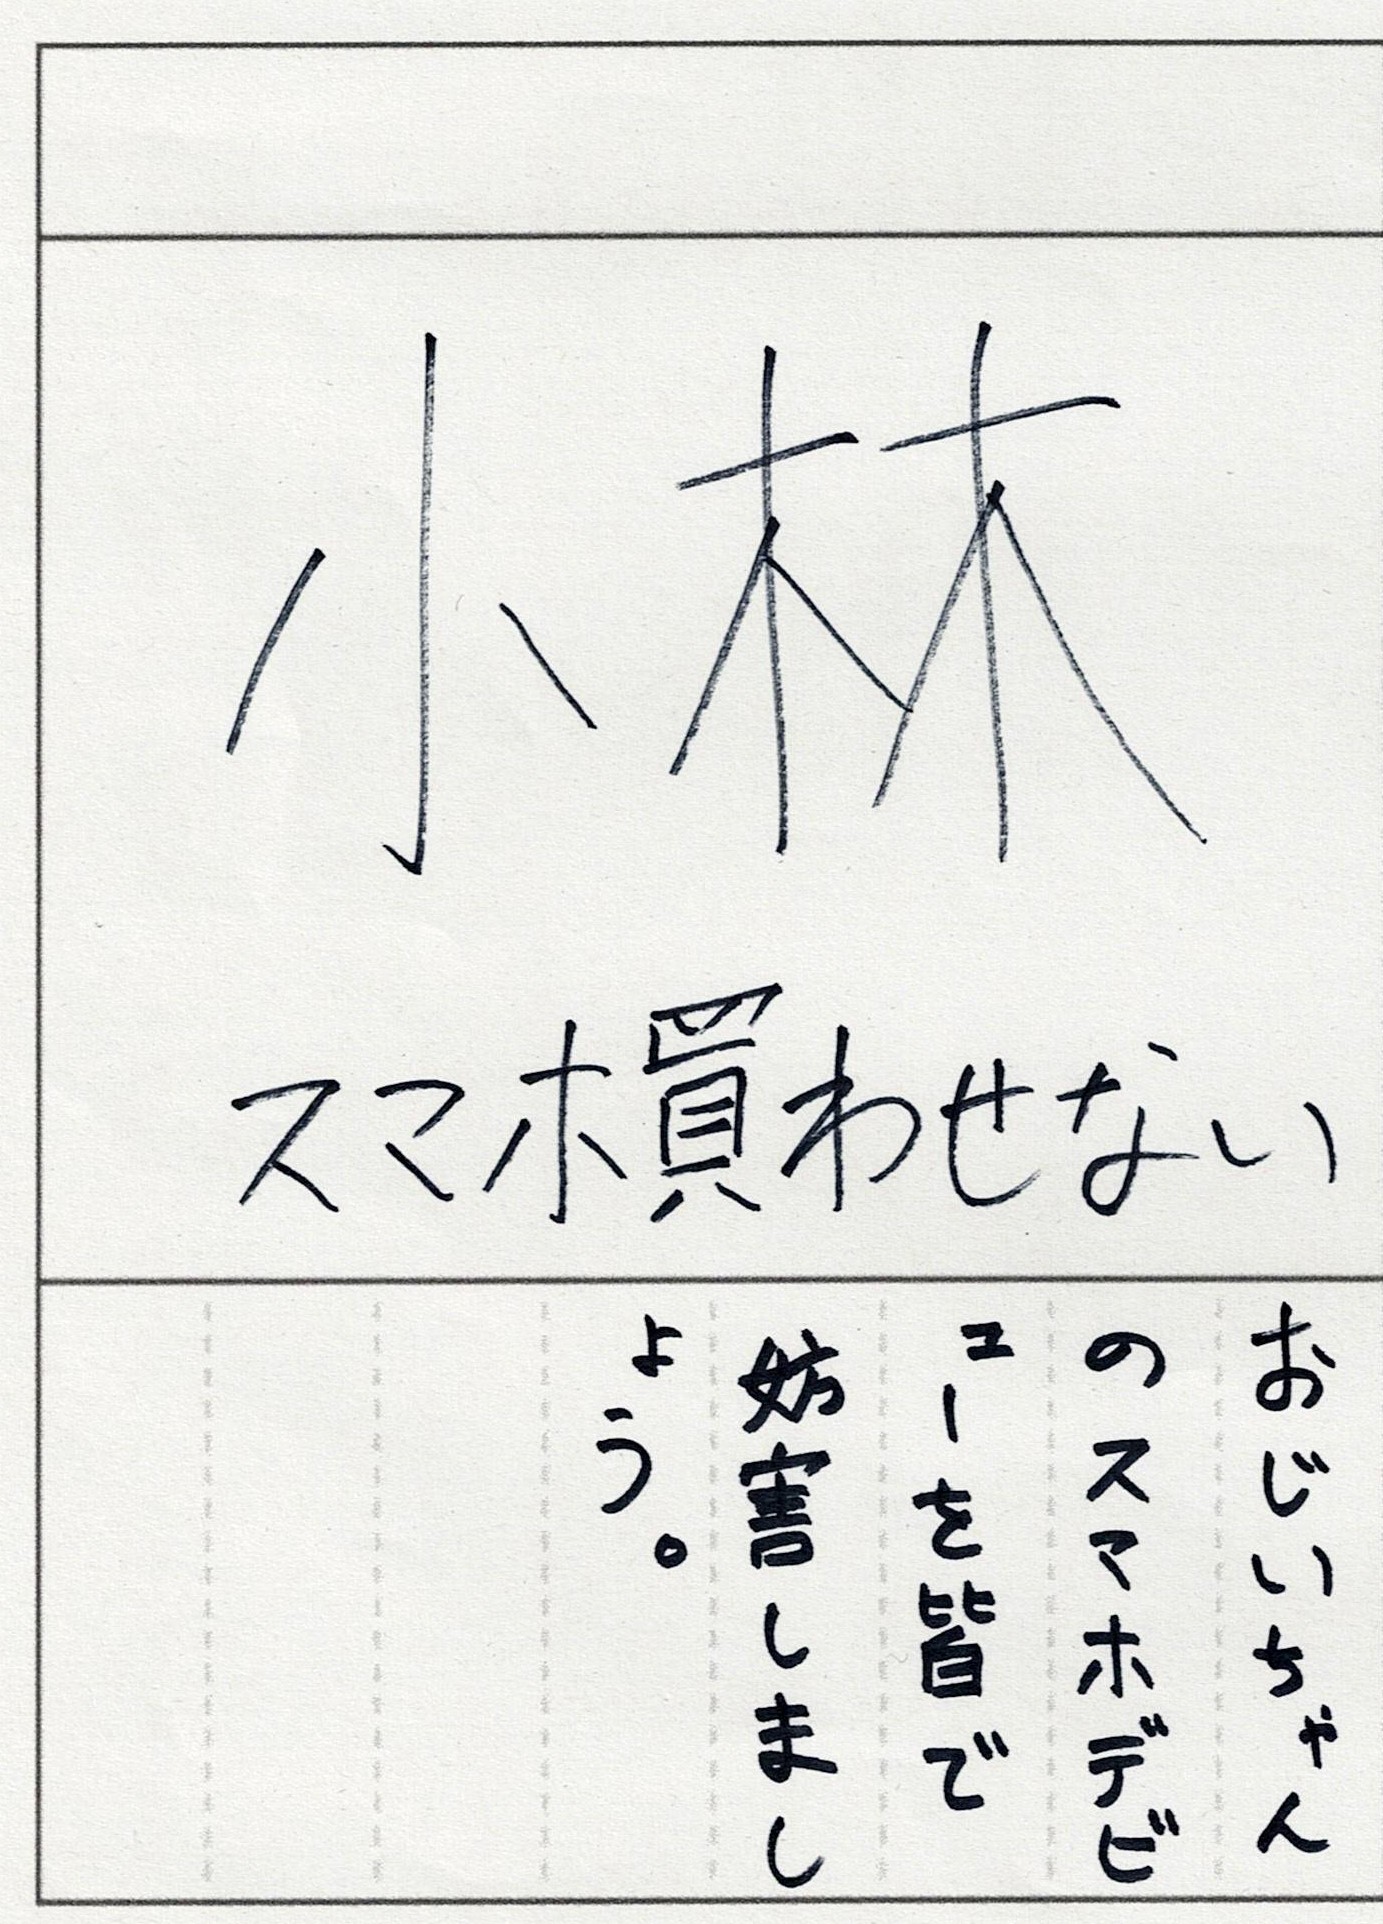 小林
スマホ買わせない
おじいちゃん
のスマホデビ
ューを皆で
妨害しまし
ょう。